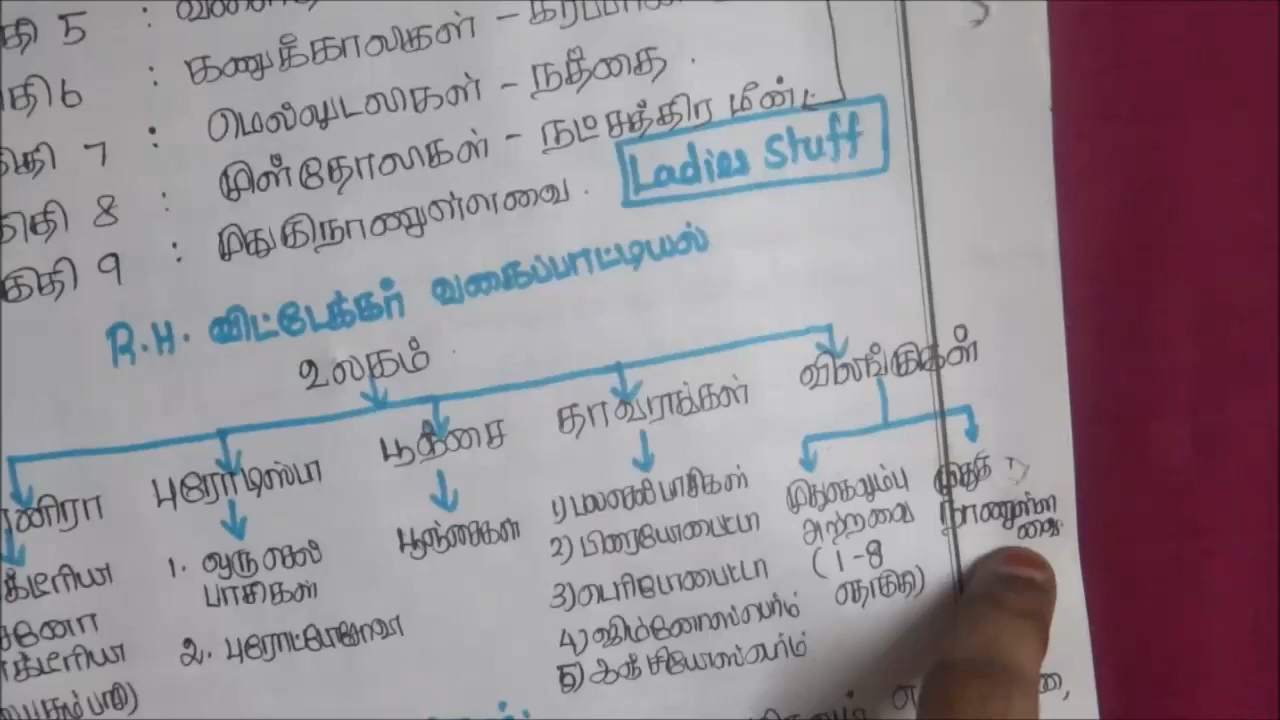 தி 5 :
தி 6 : கணுக்காலிகள் -
தி 7 : மெல்லுடலிகள் - நத்தை .
தி 8 : முள்தோலிகள் - நட்சத்திர மீன்
தி 9 : முதுகுநாணுள்ளவை .
Ladies Stuff
R.H. விட்டேக்கர் வகைப்பாட்டியல்
உலகம்
புரோடிஸ்டா
பூஞ்சை
தாவரங்கள்
விலங்குகள்
1. ஒரு செல் பாசிகள்
2. புரோட்டோசோவா
பூஞ்சைகள்
1) பலசெல் பாசிகள்
2) பிரையோபைட்டா
3) டெரிடோபைட்டா
4) ஜிம்னோஸ்பெர்ம்
5) ஆஞ்சியோஸ்பெர்ம்
முதுகெலும்பு
அற்றவை
(1-8
தொகுதி)
முதுகு
நாணுள்ள
வை